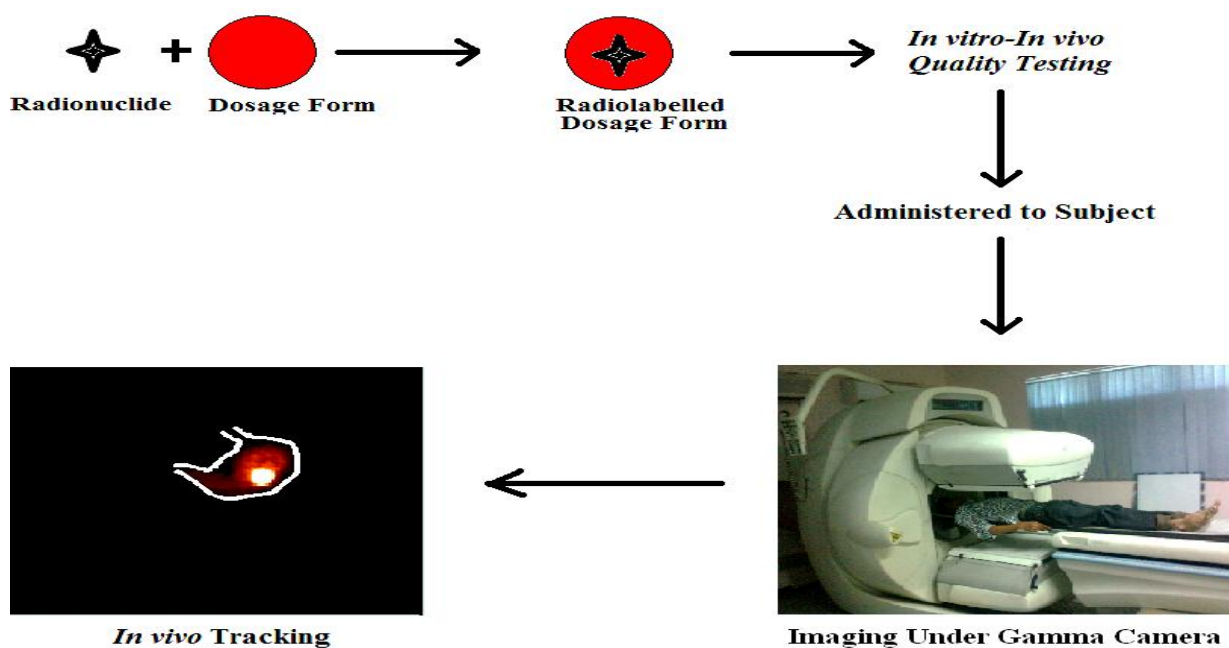 Radionuclide
+
Dosage Form
Radiolabelled
Dosage Form
In vitro-In vivo
Quality Testing
Administered to Subject
Imaging Under Gamma Camera
In vivo Tracking